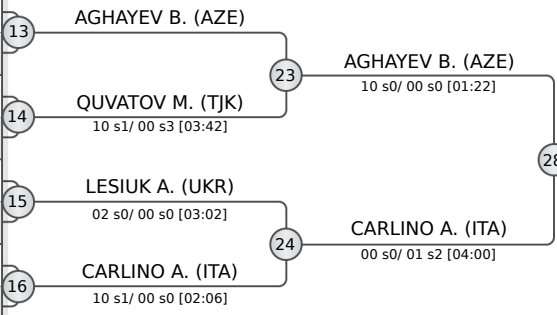 AGHAYEV B. (AZE)
13
23
AGHAYEV B. (AZE)
10 s0/ 00 s0 [01:22]
QUVATOV M. (TJK)
14
10 s1/ 00 s3 [03:42]
28
LESIUK A. (UKR)
15
02 s0/ 00 s0 [03:02]
24
CARLINO A. (ITA)
00 s0/ 01 s2 [04:00]
CARLINO A. (ITA)
16
10 s1/ 00 s0 [02:06]